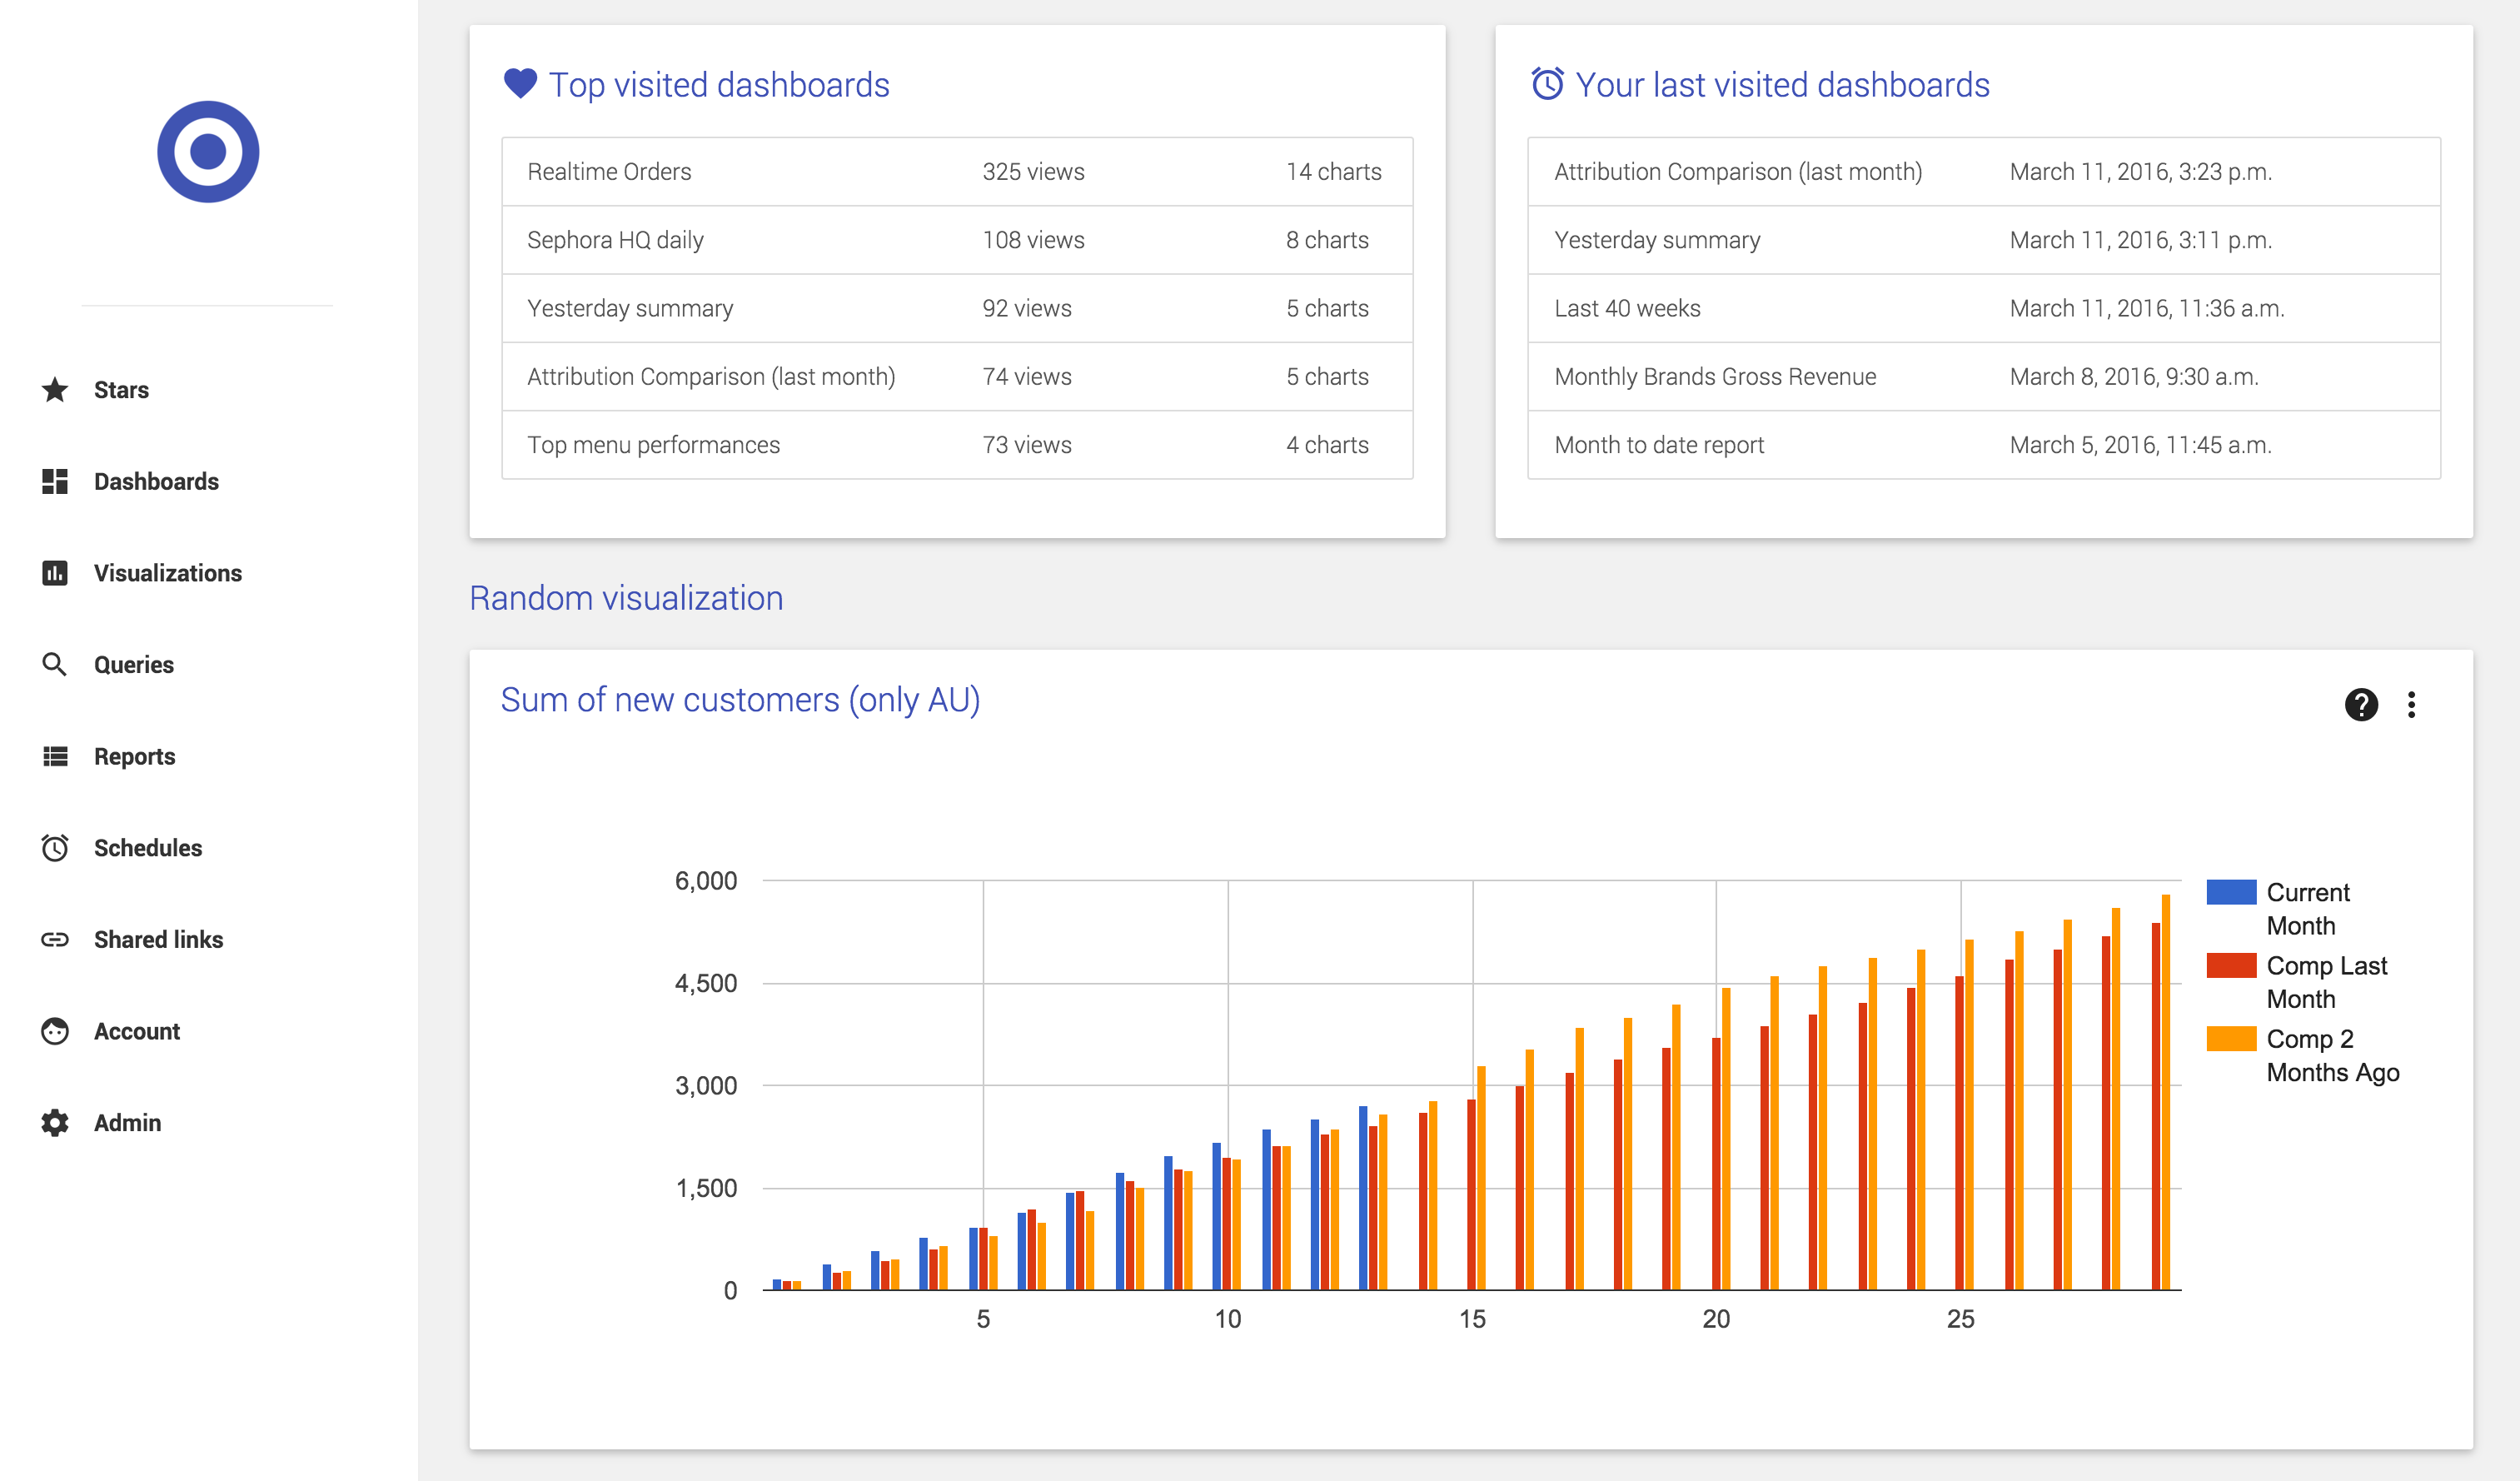 Stars
Dashboards
Visualizations
Queries
Reports
Schedules
Shared links
Account
Admin
Top visited dashboards
Realtime Orders 325 views 14 charts
Sephora HQ daily 108 views 8 charts
Yesterday summary 92 views 5 charts
Attribution Comparison (last month) 74 views 5 charts
Top menu performances 73 views 4 charts
Your last visited dashboards
Attribution Comparison (last month) March 11, 2016, 3:23 p.m.
Yesterday summary March 11, 2016, 3:11 p.m.
Last 40 weeks March 11, 2016, 11:36 a.m.
Monthly Brands Gross Revenue March 8, 2016, 9:30 a.m.
Month to date report March 5, 2016, 11:45 a.m.
Random visualization
Sum of new customers (only AU)
?
6,000
4,500
3,000
1,500
0
5 10 15 20 25
Current
Month
Comp Last
Month
Comp 2
Months Ago